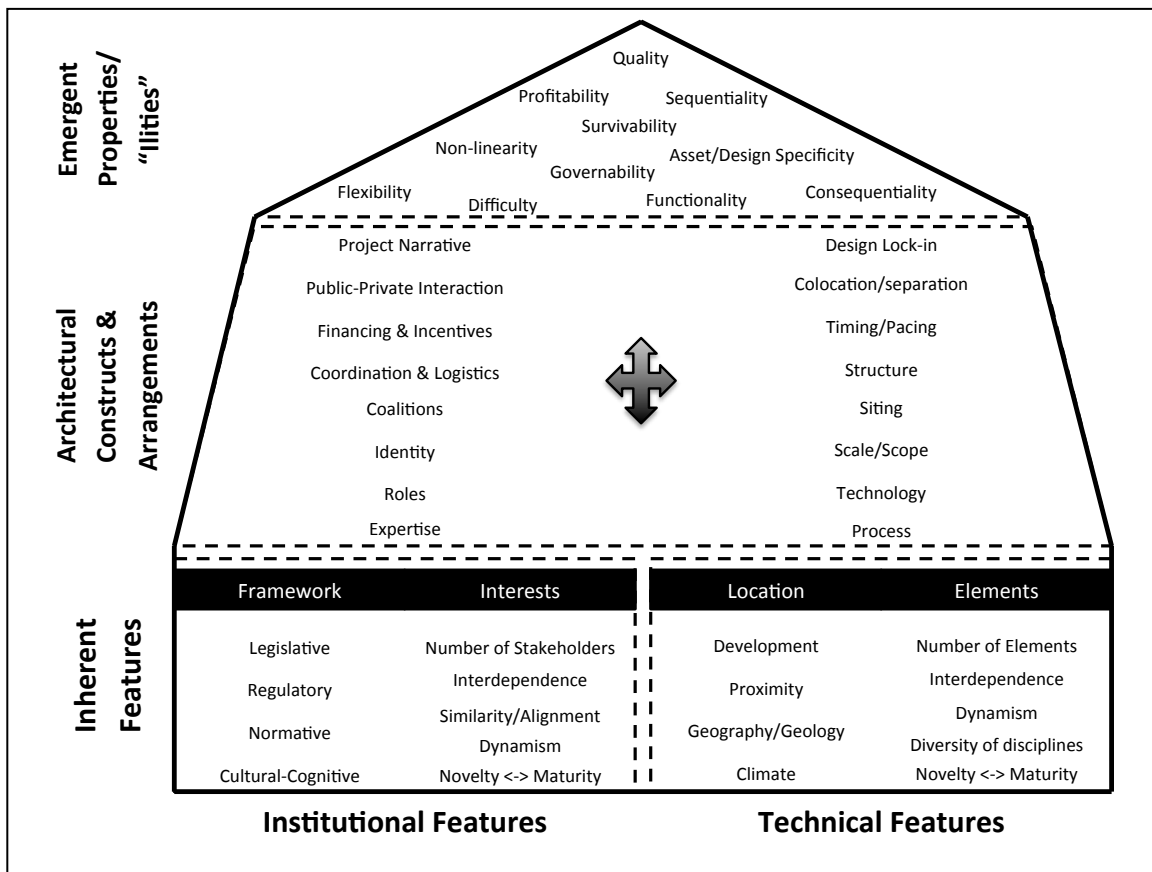 Emergent
Properties/
“Ilities”
Quality
Profitability
Sequentiality
Survivability
Non-linearity
Asset/Design Specificity
Governability
Flexibility
Consequentiality
Difficulty
Functionality
Architectural
Constructs &
Arrangements
Project Narrative
Public-Private Interaction
Financing & Incentives
Coordination & Logistics
Coalitions
Identity
Roles
Expertise
Design Lock-in
Colocation/separation
Timing/Pacing
Structure
Siting
Scale/Scope
Technology
Process
Inherent
Features
Framework
Legislative
Regulatory
Normative
Cultural-Cognitive
Interests
Number of Stakeholders
Interdependence
Similarity/Alignment
Dynamism
Novelty <-> Maturity
Location
Development
Proximity
Geography/Geology
Climate
Elements
Number of Elements
Interdependence
Dynamism
Diversity of disciplines
Novelty <-> Maturity
Institutional Features
Technical Features